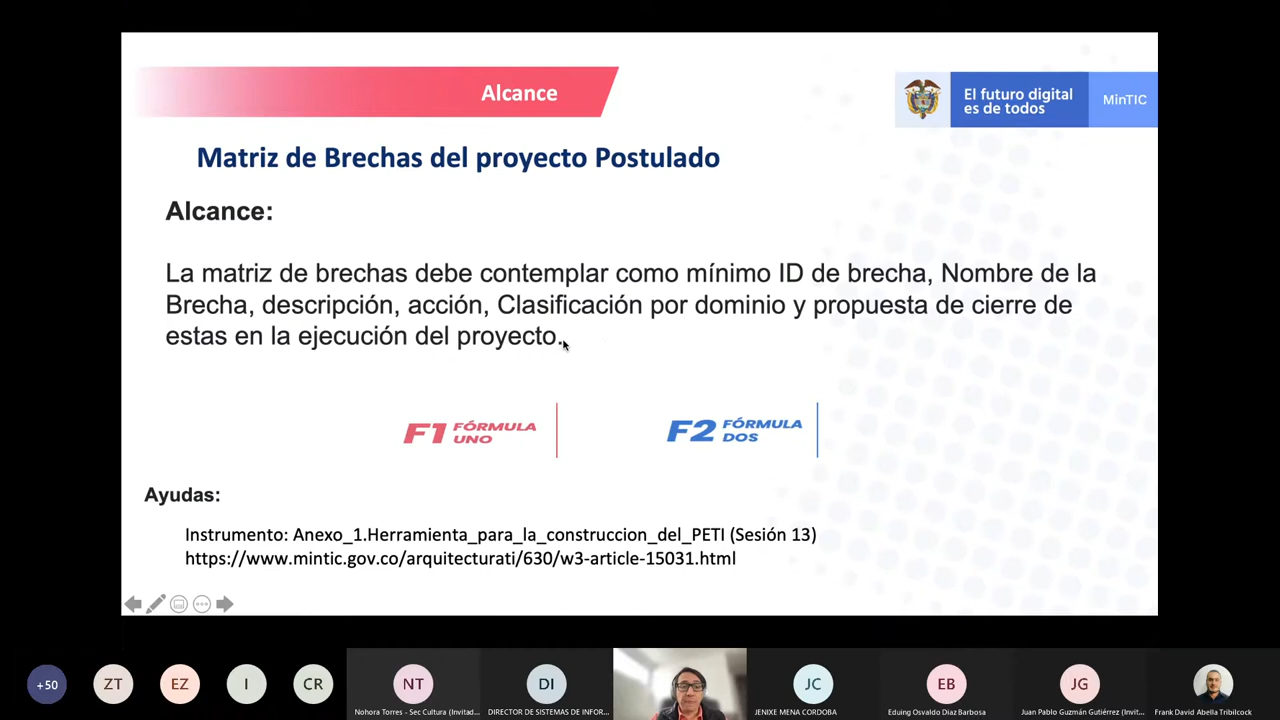 Alcance
El futuro digital
es de todos
MinTIC
Matriz de Brechas del proyecto Postulado
Alcance:
La matriz de brechas debe contemplar como mínimo ID de brecha, Nombre de la
Brecha, descripción, acción, Clasificación por dominio y propuesta de cierre de
estas en la ejecución del proyecto.
F1 FÓRMULA
UNO
F2 FÓRMULA
DOS
Ayudas:
Instrumento: Anexo_1.Herramienta_para_la_construccion_del_PETI (Sesión 13)
https://www.mintic.gov.co/arquitecturati/630/w3-article-15031.html
+50
ZT
EZ
I
CR
NT
DI
JC
EB
JG
Nohora Torres - Sec Cultura (Invitad...
DIRECTOR DE SISTEMAS DE INFOR...
JENIXE MENA CORDOBA
Eduing Osvaldo Diaz Barbosa
Juan Pablo Guzmán Gutiérrez (Invit...
Frank David Abella Tribilcock